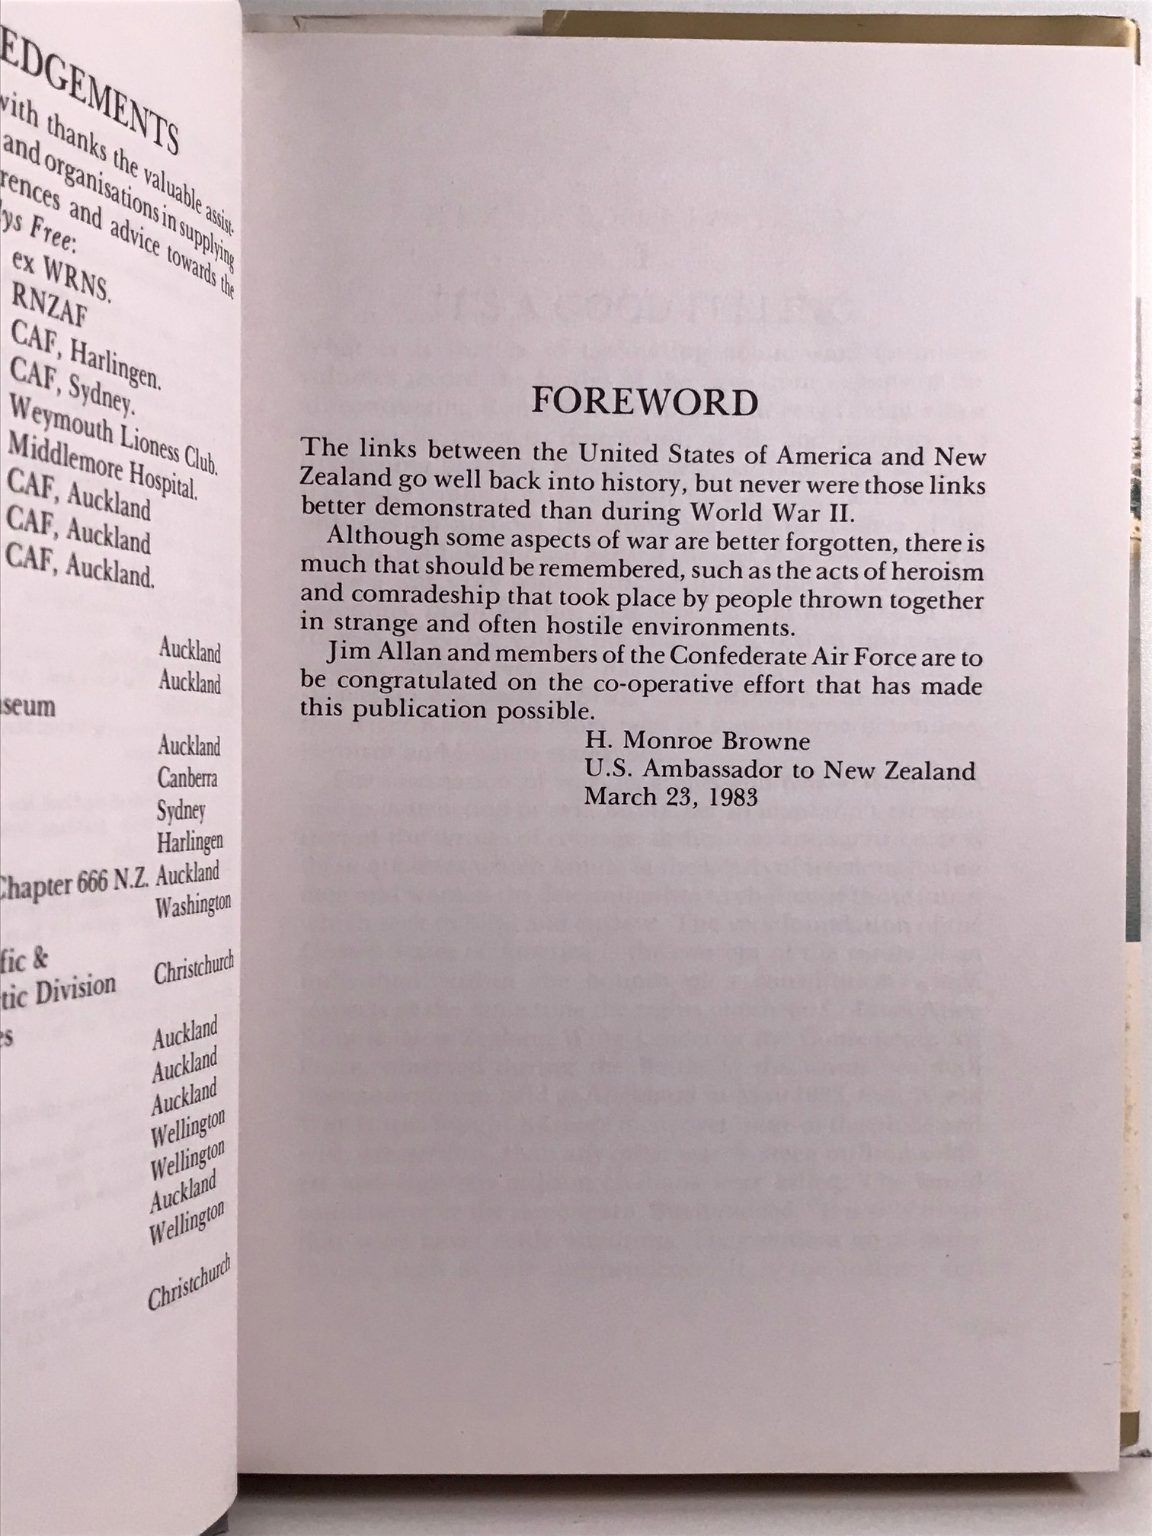 EDGEMENTS
with thanks the valuable assist-
and organisations in supplying
rences and advice towards the
ys Free:
ex WRNS.
RNZAF
CAF, Harlingen.
CAF, Sydney.
Weymouth Lioness Club.
Middlemore Hospital.
CAF, Auckland
CAF, Auckland
CAF, Auckland.
Auckland
Auckland
seum
Auckland
Canberra
Sydney
Harlingen
Chapter 666 N.Z. Auckland
Washington
fic &
Christchurch
tic Division
es
Auckland
Auckland
Auckland
Wellington
Wellington
Auckland
Wellington
Christchurch
FOREWORD
The links between the United States of America and New
Zealand go well back into history, but never were those links
better demonstrated than during World War II.
Although some aspects of war are better forgotten, there is
much that should be remembered, such as the acts of heroism
and comradeship that took place by people thrown together
in strange and often hostile environments.
Jim Allan and members of the Confederate Air Force are to
be congratulated on the co-operative effort that has made
this publication possible.
H. Monroe Browne
U.S. Ambassador to New Zealand
March 23, 1983